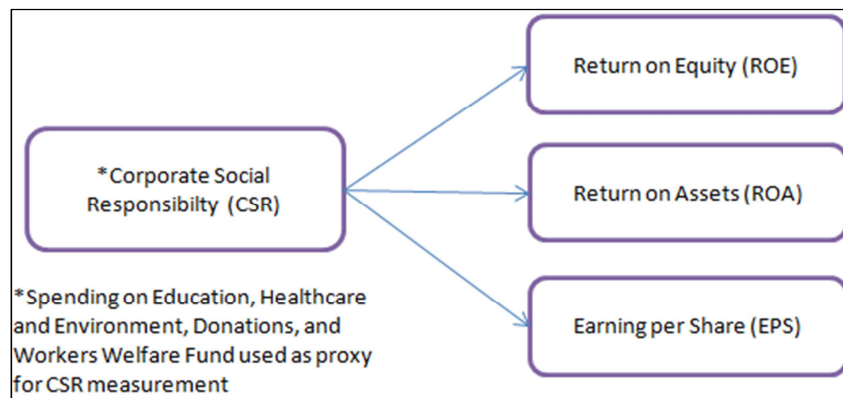 Return on Equity (ROE)
*Corporate Social
Responsibilty (CSR)
Return on Assets (ROA)
*Spending on Education, Healthcare
and Environment, Donations, and
Workers Welfare Fund used as proxy
for CSR measurement
Earning per Share (EPS)